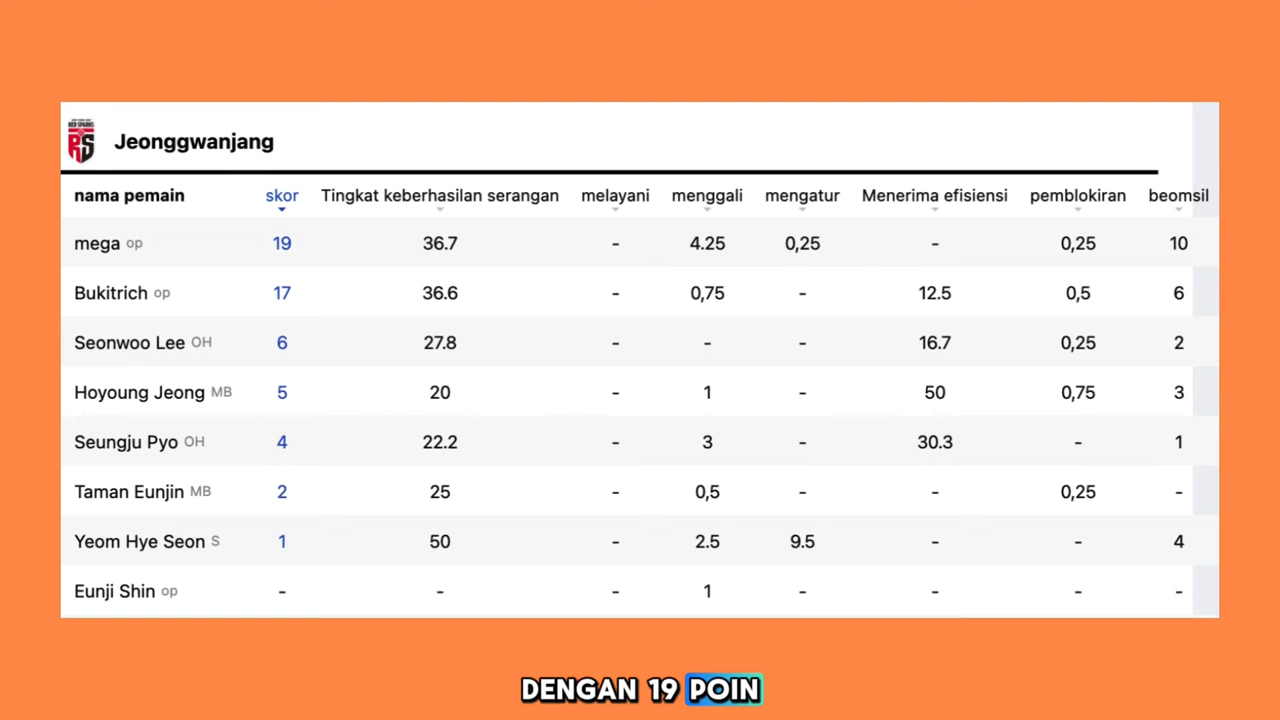 RED SPARKS
RS
Jeonggwanjang
nama pemain skor Tingkat keberhasilan serangan melayani menggali mengatur Menerima efisiensi pemblokiran beomsil
mega op 19 36.7 - 4.25 0,25 - 0,25 10
Bukitrich op 17 36.6 - 0,75 - 12.5 0,5 6
Seonwoo Lee OH 6 27.8 - - - 16.7 0,25 2
Hoyoung Jeong MB 5 20 - 1 - 50 0,75 3
Seungju Pyo OH 4 22.2 - 3 - 30.3 - 1
Taman Eunjin MB 2 25 - 0,5 - - 0,25 -
Yeom Hye Seon S 1 50 - 2.5 9.5 - - 4
Eunji Shin op - - - 1 - - - -
DENGAN 19 POIN